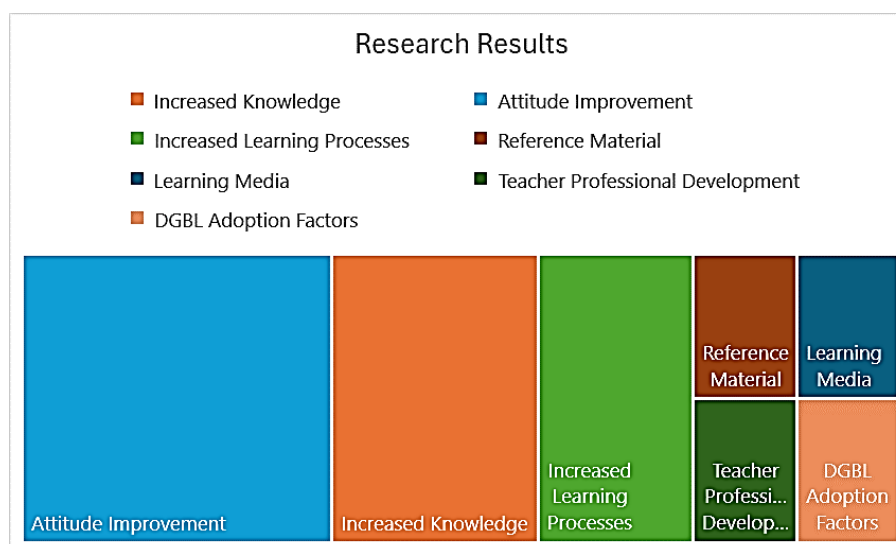 Research Results
Increased Knowledge
Attitude Improvement
Increased Learning Processes
Reference Material
Learning Media
Teacher Professional Development
DGBL Adoption Factors
Attitude Improvement
Increased Knowledge
Increased
Learning
Processes
Reference
Material
Learning
Media
Teacher
Professi...
Develop...
DGBL
Adoption
Factors